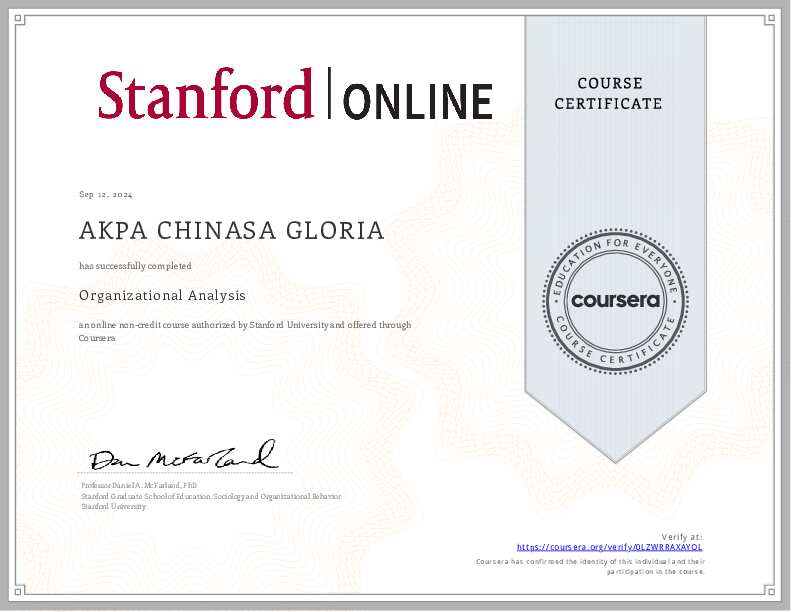 Stanford | ONLINE
COURSE
CERTIFICATE
Sep 12, 2024
AKPA CHINASA GLORIA
has successfully completed
Organizational Analysis
an online non-credit course authorized by Stanford University and offered through
Coursera
EDUCATION FOR EVERYONE
coursera
COURSE CERTIFICATE
Dan McFarland
Professor Daniel A. McFarland, PhD
Stanford Graduate School of Education, Sociology and Organizational Behavior
Stanford University
Verify at:
https://coursera.org/verify/0LZWRRAXAYOL
Coursera has confirmed the identity of this individual and their
participation in the course.